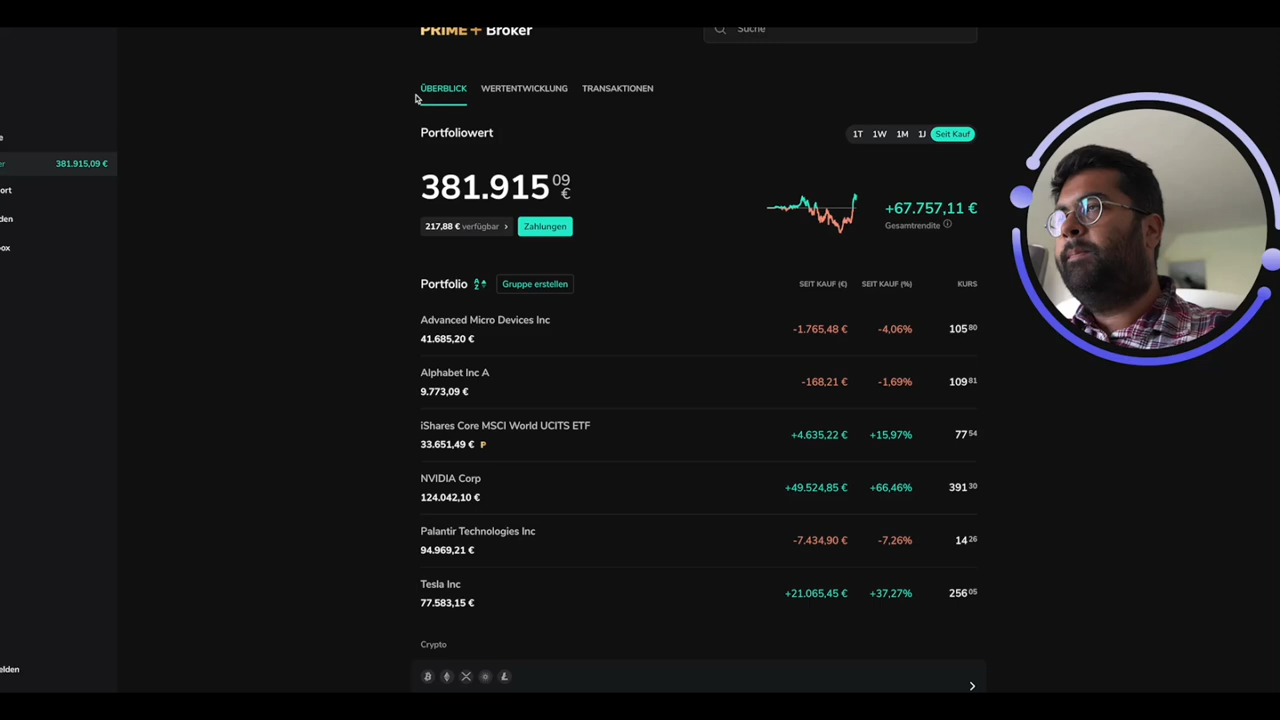 PRIME+ Broker
Suche
ÜBERBLICK WERTENTWICKLUNG TRANSAKTIONEN
Portfoliowert
1T 1W 1M 1J Seit Kauf
381.915 09 €
+67.757,11 €
Gesamtrendite
217,88 € verfügbar > Zahlungen
er 381.915,09 €
ort
den
ox
Portfolio A Z Gruppe erstellen SEIT KAUF (€) SEIT KAUF (%) KURS
Advanced Micro Devices Inc
41.685,20 € -1.765,48 € -4,06% 105 80
Alphabet Inc A
9.773,09 € -168,21 € -1,69% 109 81
iShares Core MSCI World UCITS ETF
33.651,49 € P +4.635,22 € +15,97% 77 54
NVIDIA Corp
124.042,10 € +49.524,85 € +66,46% 391 30
Palantir Technologies Inc
94.969,21 € -7.434,90 € -7,26% 14 26
Tesla Inc
77.583,15 € +21.065,45 € +37,27% 256 05
Crypto
elden